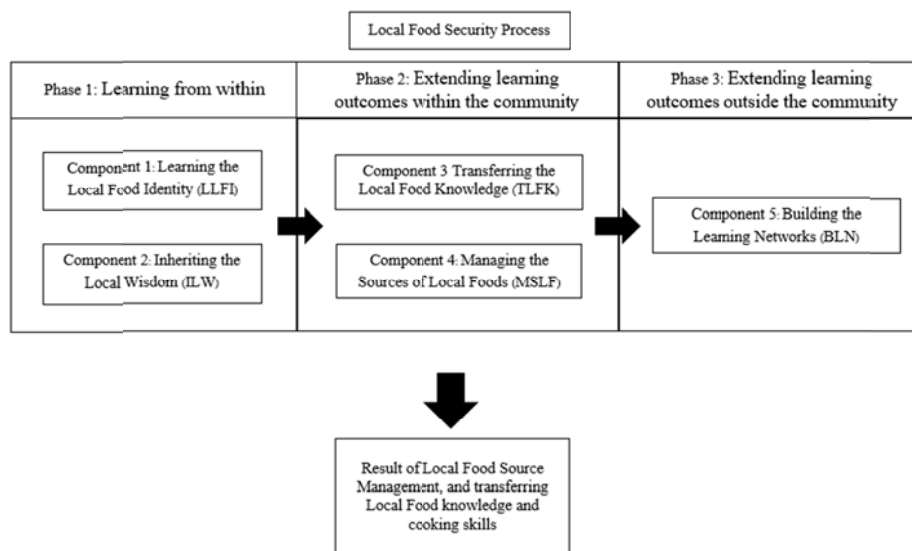 Local Food Security Process
Phase 1: Learning from within
Phase 2: Extending learning
outcomes within the community
Phase 3: Extending learning
outcomes outside the community
Component 1: Learning the
Local Food Identity (LLFI)
Component 2: Inheriting the
Local Wisdom (ILW)
Component 3 Transferring the
Local Food Knowledge (TLFK)
Component 4: Managing the
Sources of Local Foods (MSLF)
Component 5: Building the
Learning Networks (BLN)
Result of Local Food Source
Management, and transferring
Local Food knowledge and
cooking skills